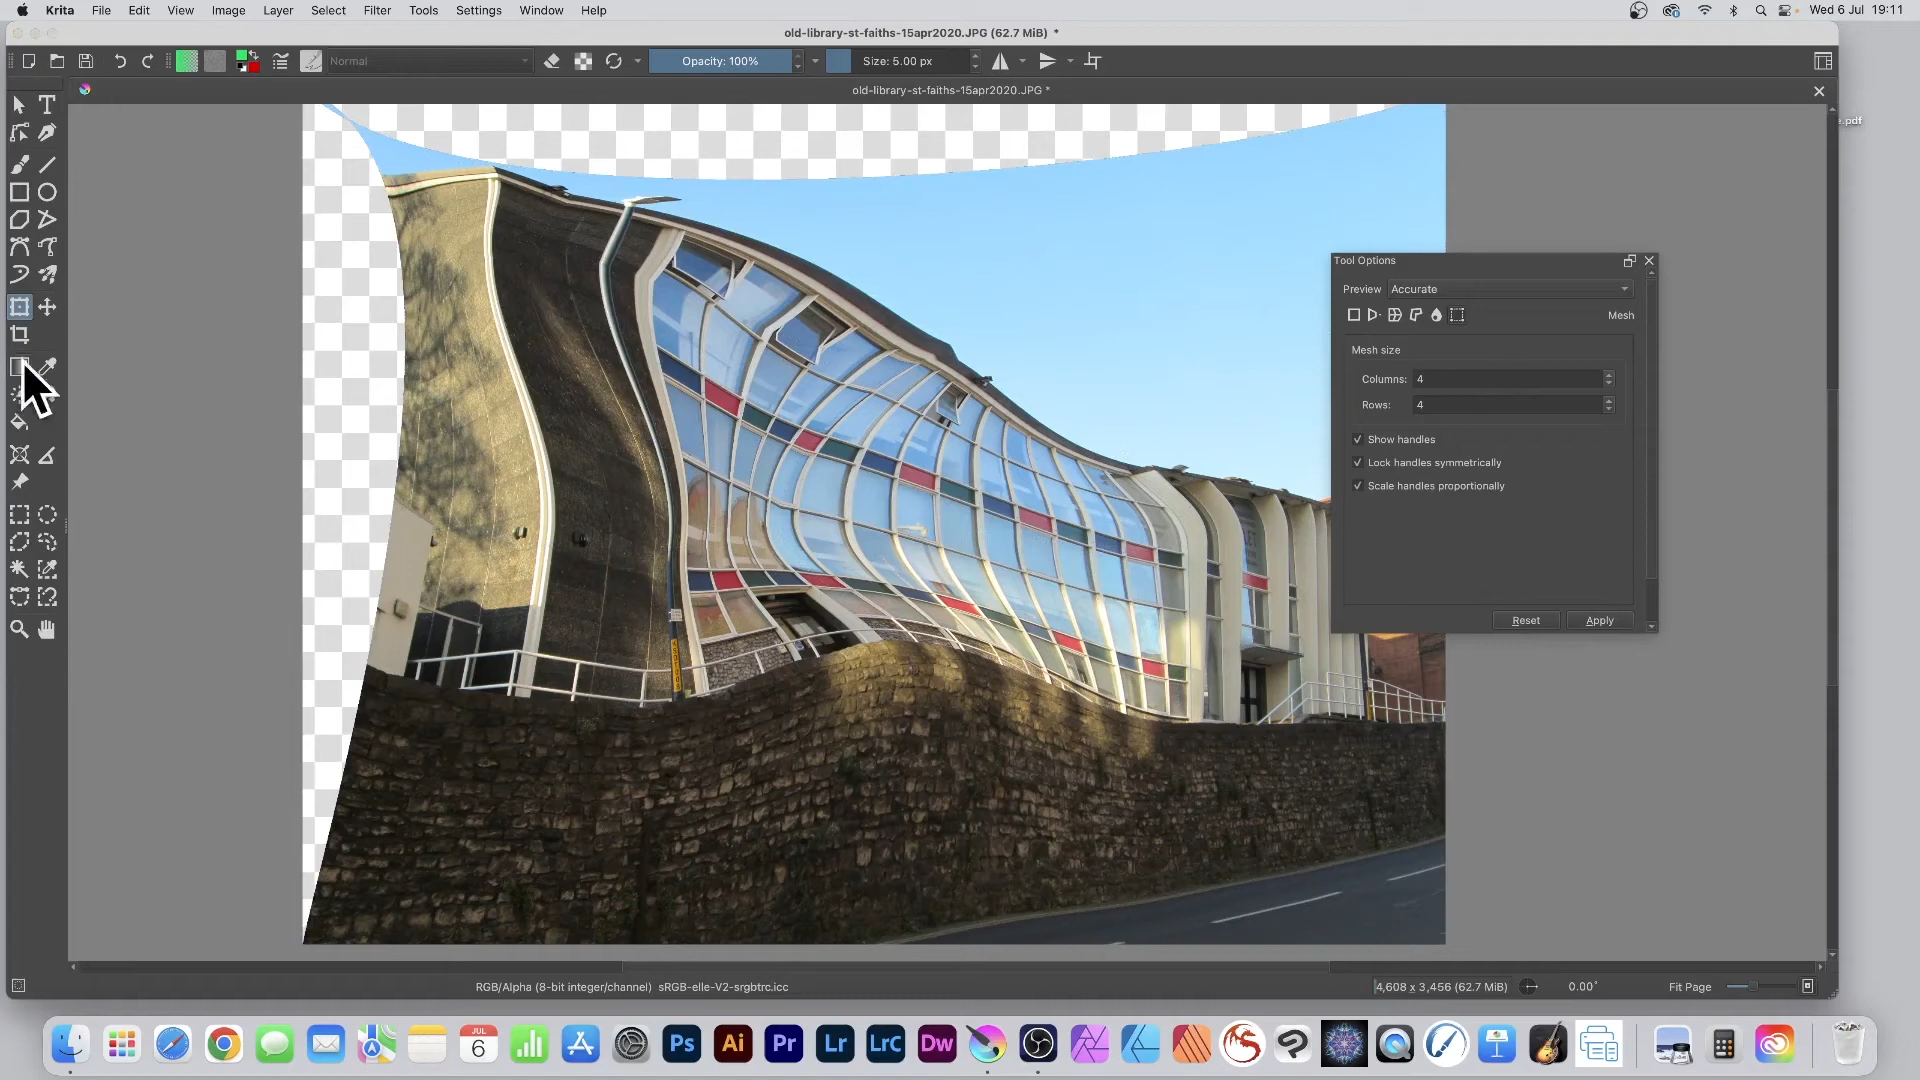 Krita File Edit View Image Layer Select Filter Tools Settings Window Help Wed 6 Jul 19:11
old-library-st-faiths-15apr2020.JPG (62.7 MiB) *
Normal Opacity: 100% Size: 5.00 px
old-library-st-faiths-15apr2020.JPG *
e.pdf
Tool Options
Preview Accurate
Mesh
Mesh size
Columns: 4
Rows: 4
Show handles
Lock handles symmetrically
Scale handles proportionally
Reset Apply
RGB/Alpha (8-bit integer/channel) sRGB-elle-V2-srgbtrc.icc 4,608 x 3,456 (62.7 MiB) 0.00° Fit Page
JUL
6
Ps Ai Pr Lr LrC Dw